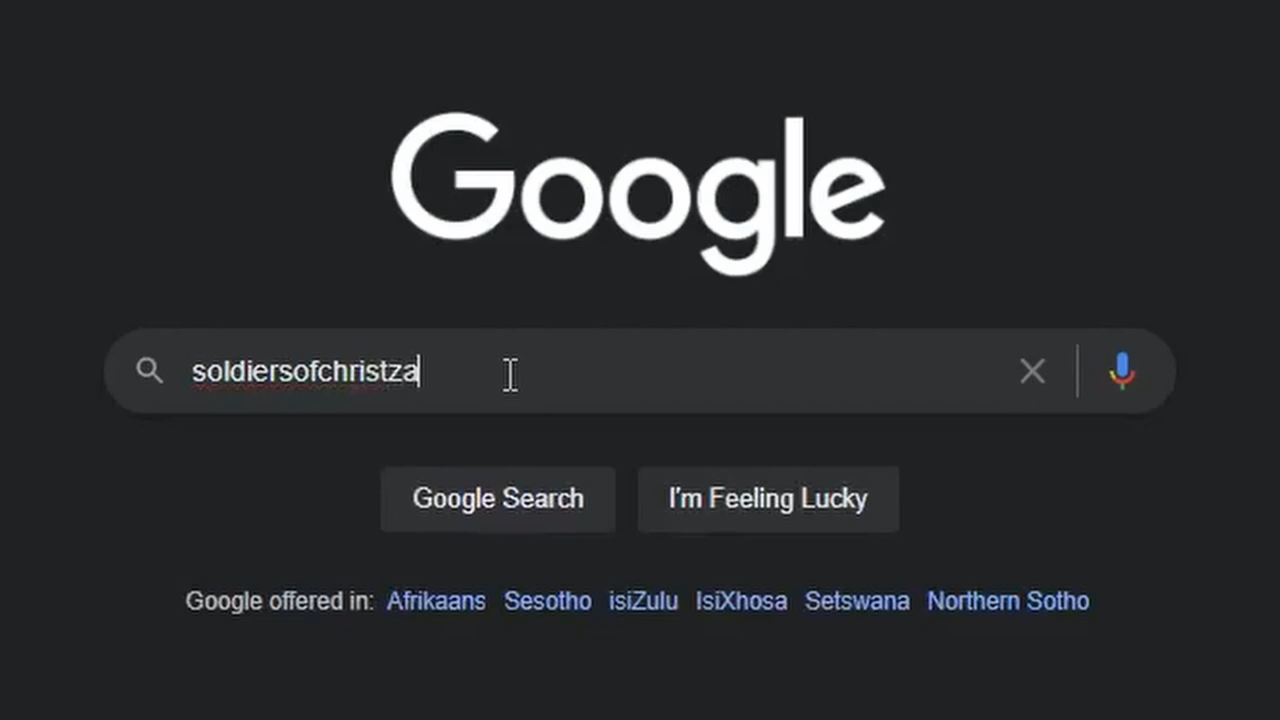 Google
soldiersofchristza
Google Search I'm Feeling Lucky
Google offered in: Afrikaans Sesotho isiZulu IsiXhosa Setswana Northern Sotho